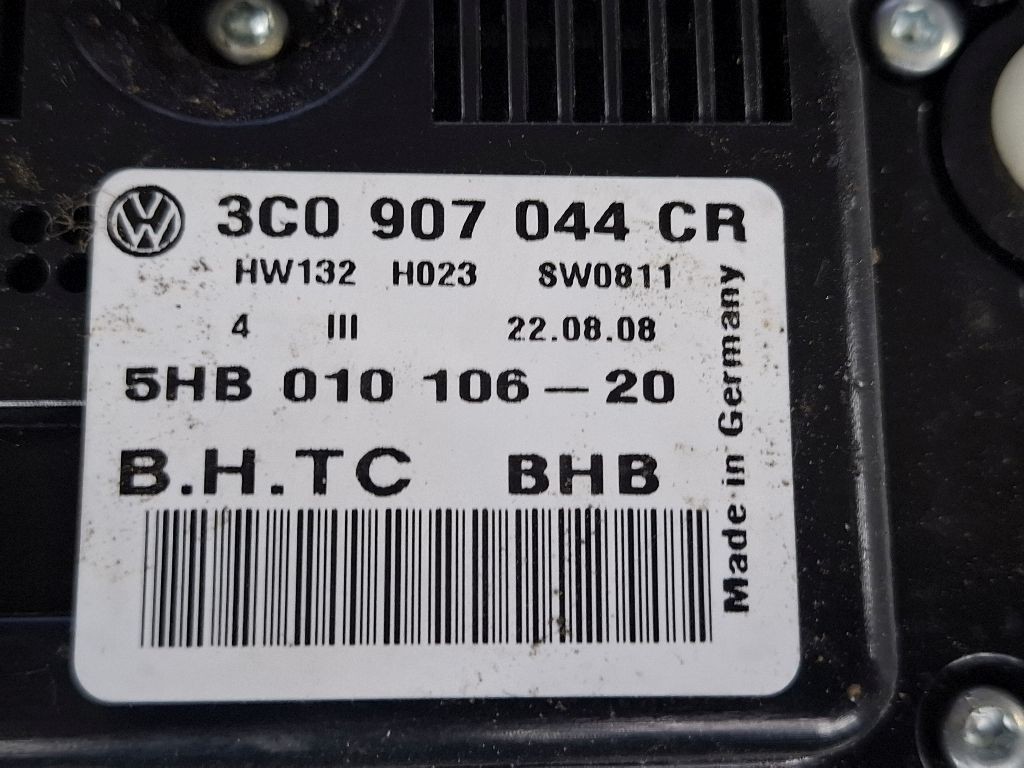 3C0 907 044 CR
HW132 H023 SW0811
4 III 22.08.08
5HB 010 106-20
B.H.TC BHB
Made in Germany